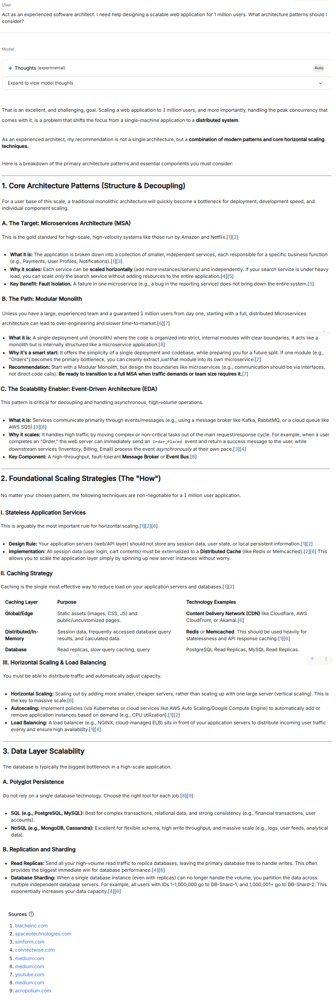 User
Act as an experienced software architect. I need help designing a scalable web application for 1 million users. What architecture patterns should I
consider?
Model
Thoughts (experimental)
Auto
Expand to view model thoughts
That is an excellent, and challenging, goal. Scaling a web application to 1 million users, and more importantly, handling the peak concurrency that
comes with it, is a problem that shifts the focus from a single-machine application to a distributed system.
As an experienced architect, my recommendation is not a single architecture, but a combination of modern patterns and core horizontal scaling
techniques.
Here is a breakdown of the primary architecture patterns and essential components you must consider:
1. Core Architecture Patterns (Structure & Decoupling)
For a user base of this scale, a traditional monolithic architecture will quickly become a bottleneck for deployment, development speed, and
individual component scaling.
A. The Target: Microservices Architecture (MSA)
This is the gold standard for high-scale, high-velocity systems like those run by Amazon and Netflix.[1][2]
• What it is: The application is broken down into a collection of smaller, independent services, each responsible for a specific business function
(e.g., Payments, User Profiles, Notifications).[1][3]
• Why it scales: Each service can be scaled horizontally (add more instances/servers) and independently. If your search service is under heavy
load, you can scale only the search service without adding resources to the entire application.[4][5]
• Key Benefit: Fault Isolation. A failure in one microservice (e.g., a bug in the reporting service) does not bring down the entire system.[5]
B. The Path: Modular Monolith
Unless you have a large, experienced team and a guaranteed 1 million users from day one, starting with a full, distributed Microservices
architecture can lead to over-engineering and slower time-to-market.[6][7]
• What it is: A single deployment unit (monolith) where the code is organized into strict, internal modules with clear boundaries. It acts like a
monolith but is internally structured like a microservice application.[8]
• Why it's a smart start: It offers the simplicity of a single deployment and codebase, while preparing you for a future split. If one module (e.g.,
"Orders") becomes the primary bottleneck, you can cleanly extract just that module into its own microservice.[7]
• Recommendation: Start with a Modular Monolith, but design the boundaries like microservices (e.g., communication should be via interfaces,
not direct code calls). Be ready to transition to a full MSA when traffic demands or team size requires it.[7]
C. The Scalability Enabler: Event-Driven Architecture (EDA)
This pattern is critical for decoupling and handling asynchronous, high-volume operations.
• What it is: Services communicate primarily through events/messages (e.g., using a message broker like Kafka, RabbitMQ, or a cloud queue like
AWS SQS).[3][8]
• Why it scales: It handles high traffic by moving complex or non-critical tasks out of the main request/response cycle. For example, when a user
completes an "Order," the web server can immediately send an Order_Placed event and return a success message to the user, while
downstream services (Inventory, Billing, Email) process the event asynchronously at their own pace.[3][4]
• Key Component: A high-throughput, fault-tolerant Message Broker or Event Bus.[8]
2. Foundational Scaling Strategies (The "How")
No matter your chosen pattern, the following techniques are non-negotiable for a 1 million user application.
I. Stateless Application Services
This is arguably the most important rule for horizontal scaling.[1][2][6]
• Design Rule: Your application servers (web/API layer) should not store any session data, user state, or local persistent information.[1][2]
• Implementation: All session data (user login, cart contents) must be externalized to a Distributed Cache (like Redis or Memcached).[2][6] This
allows you to scale the application layer simply by spinning up new server instances without worry.
II. Caching Strategy
Caching is the single most effective way to reduce load on your application servers and databases.[1][2]
Caching Layer Purpose Technology Examples
Global/Edge Static assets (images, CSS, JS) and Content Delivery Network (CDN) like Cloudflare, AWS
public/uncustomized pages. CloudFront, or Akamai.[6]
Distributed/In- Session data, frequently accessed database query Redis or Memcached. This should be used heavily for
Memory results, and calculated data. statelessness and API response caching.[1][6]
Database Read replicas, slow query caching, query PostgreSQL Read Replicas, MySQL Read Replicas.
III. Horizontal Scaling & Load Balancing
You must be able to distribute traffic and automatically adjust capacity.
• Horizontal Scaling: Scaling out by adding more smaller, cheaper servers, rather than scaling up with one large server (vertical scaling). This is
the key to massive scale.[6]
• Autoscaling: Implement policies (via Kubernetes or cloud services like AWS Auto Scaling/Google Compute Engine) to automatically add or
remove application instances based on demand (e.g., CPU utilization).[1][2]
• Load Balancing: A load balancer (e.g., NGINX, cloud-managed ELB) sits in front of your application servers to distribute incoming user traffic
evenly and ensure high availability.[1][4]
3. Data Layer Scalability
The database is typically the biggest bottleneck in a high-scale application.
A. Polyglot Persistence
Do not rely on a single database technology. Choose the right tool for each job.[8][9]
• SQL (e.g., PostgreSQL, MySQL): Best for complex transactions, relational data, and strong consistency (e.g., financial transactions, user
accounts).
• NoSQL (e.g., MongoDB, Cassandra): Excellent for flexible schema, high write throughput, and massive scale (e.g., logs, user feeds, analytical
data).
B. Replication and Sharding
• Read Replicas: Send all your high-volume read traffic to replica databases, leaving the primary database free to handle writes. This often
provides the biggest immediate win for database performance.[4][8]
• Database Sharding: When a single database instance (even with replicas) can no longer handle the volume, you partition the data across
multiple independent database servers. For example, all users with IDs 1-1,000,000 go to DB-Shard-1, and 1,000,001+ go to DB-Shard-2. This
exponentially increases your data capacity.[4][6]
Sources
1. blacheinc.com
2. spaceotechnologies.com
3. simform.com
4. connectwise.com
5. medium.com
6. medium.com
7. youtube.com
8. medium.com
9. acropolium.com